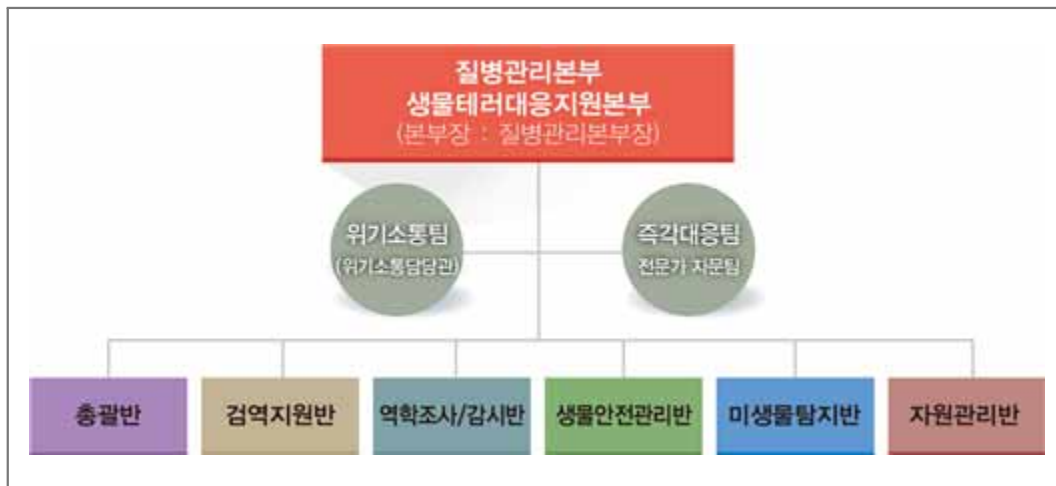 질병관리본부
생물테러대응지원본부
(본부장 : 질병관리본부장)
위기소통팀
(위기소통담당관)
즉각대응팀
전문가 자문팀
총괄반
검역지원반
역학조사/감시반
생물안전관리반
미생물탐지반
자원관리반